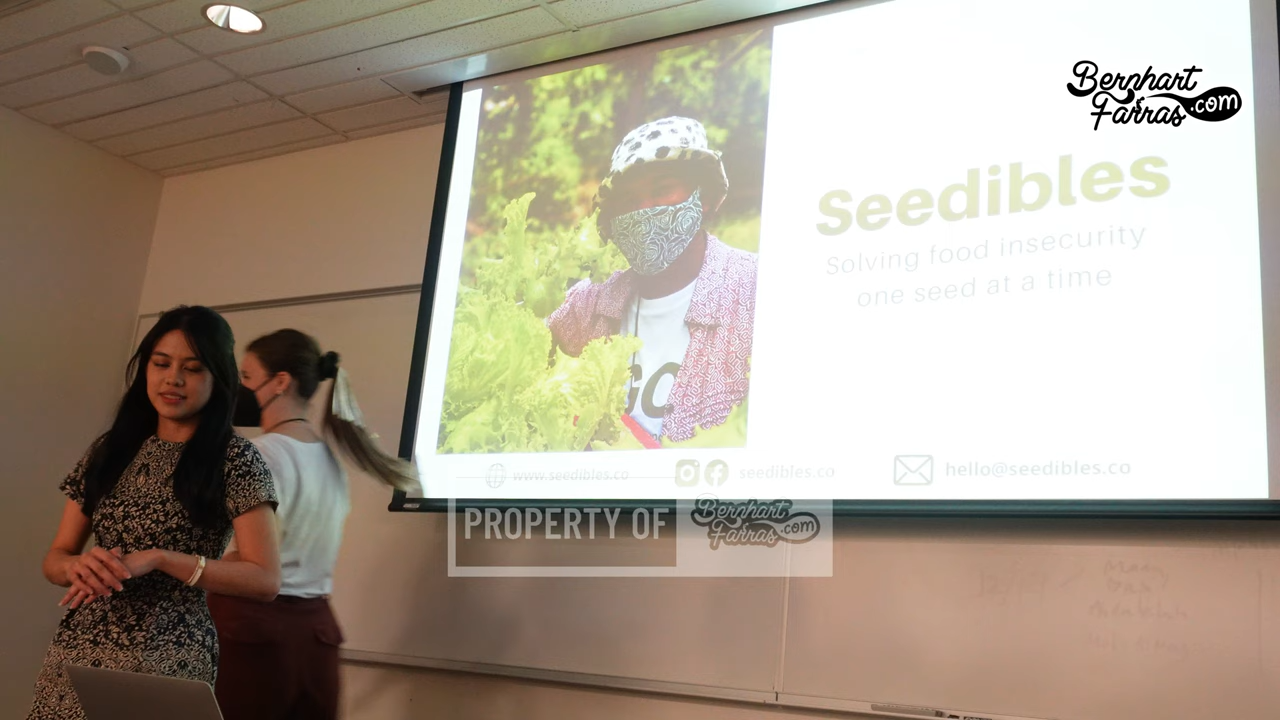 Bernhart
& Farras .com
Seedibles
Solving food insecurity
one seed at a time
GO
www.seedibles.co
seedibles.co
hello@seedibles.co
PROPERTY OF
Bernhart
& Farras .com